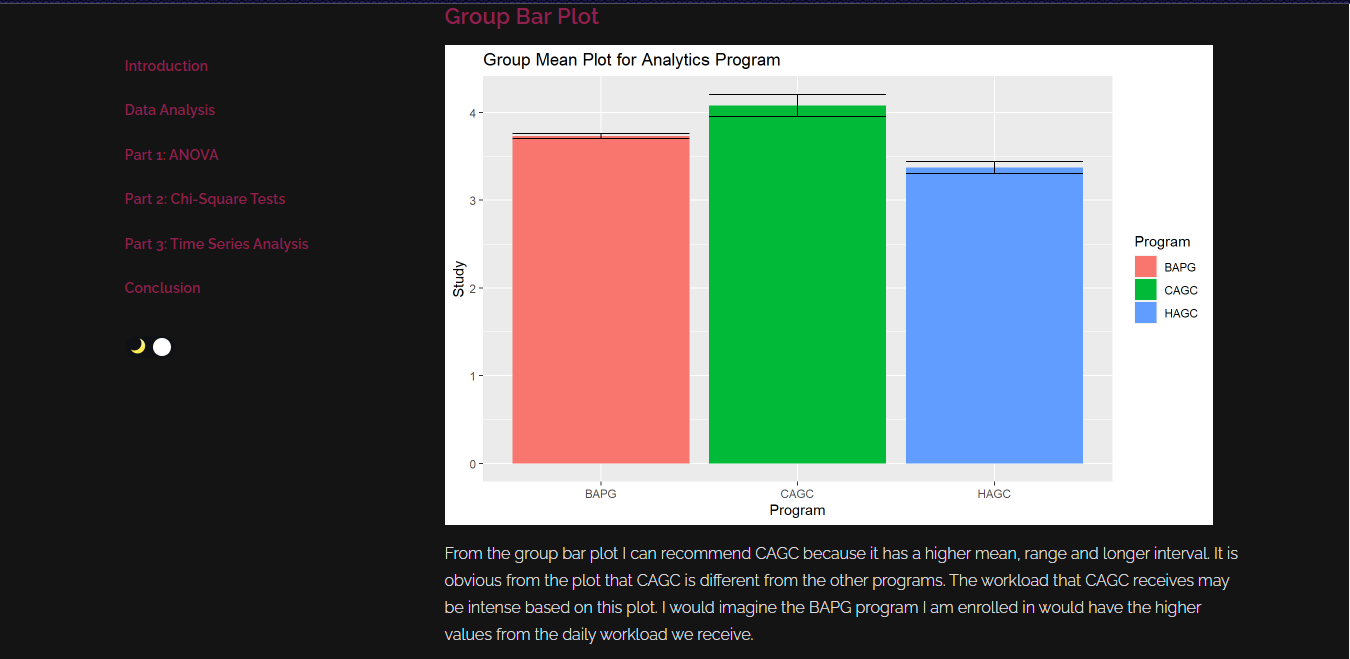 Group Bar Plot
Introduction
Data Analysis
Part 1: ANOVA
Part 2: Chi-Square Tests
Part 3: Time Series Analysis
Conclusion
Group Mean Plot for Analytics Program
4
3
2
1
0
Study
BAPG
CAGC
HAGC
Program
Program
BAPG
CAGC
HAGC
From the group bar plot I can recommend CAGC because it has a higher mean, range and longer interval. It is
obvious from the plot that CAGC is different from the other programs. The workload that CAGC receives may
be intense based on this plot. I would imagine the BAPG program I am enrolled in would have the higher
values from the daily workload we receive.